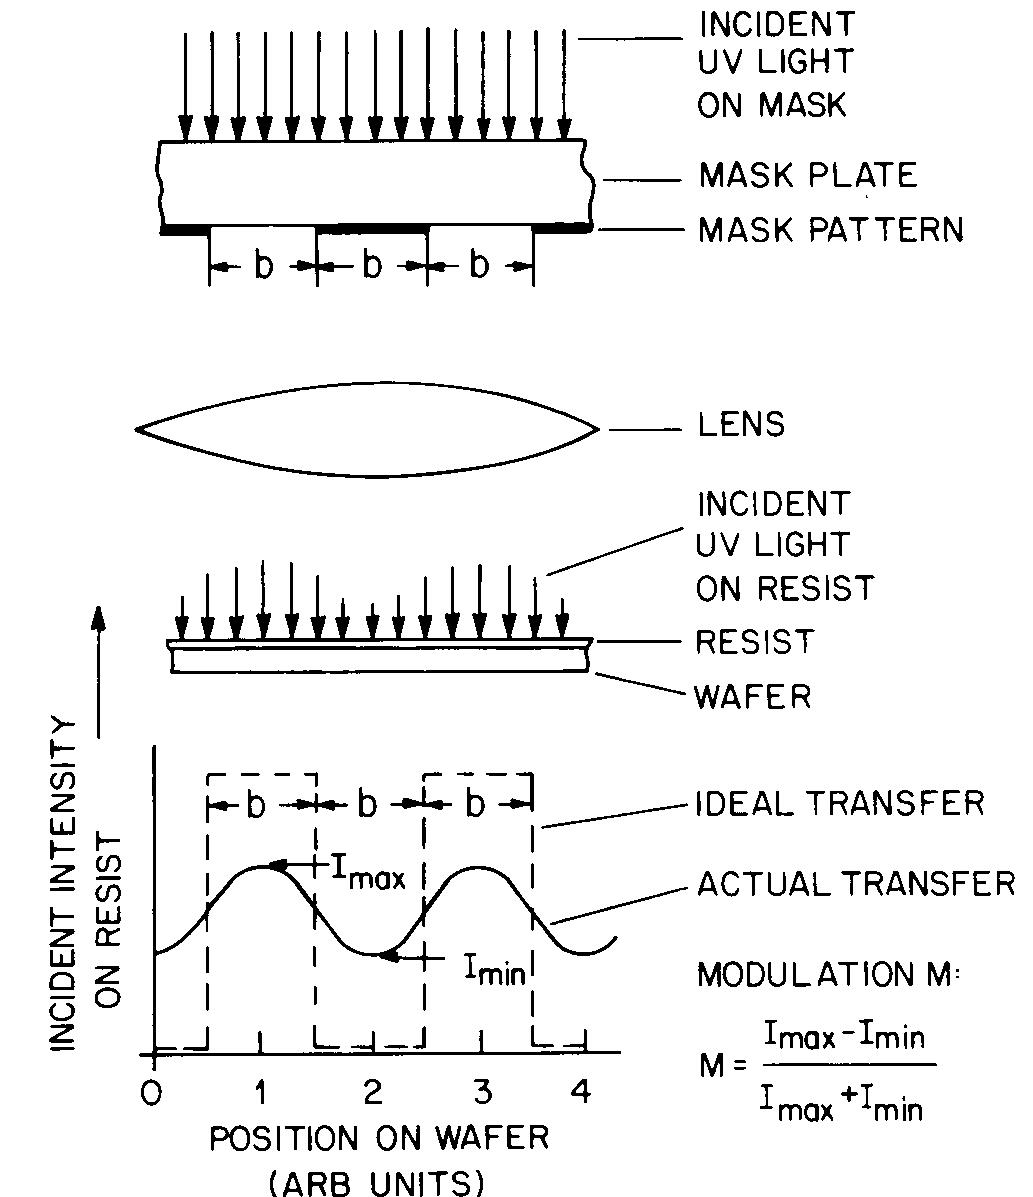 INCIDENT
UV LIGHT
ON MASK
MASK PLATE
MASK PATTERN
b b b
LENS
INCIDENT
UV LIGHT
ON RESIST
RESIST
WAFER
INCIDENT INTENSITY
ON RESIST
b b b
IDEAL TRANSFER
Imax
ACTUAL TRANSFER
Imin
MODULATION M:
M = Imax-Imin
Imax+Imin
0 1 2 3 4
POSITION ON WAFER
(ARB UNITS)